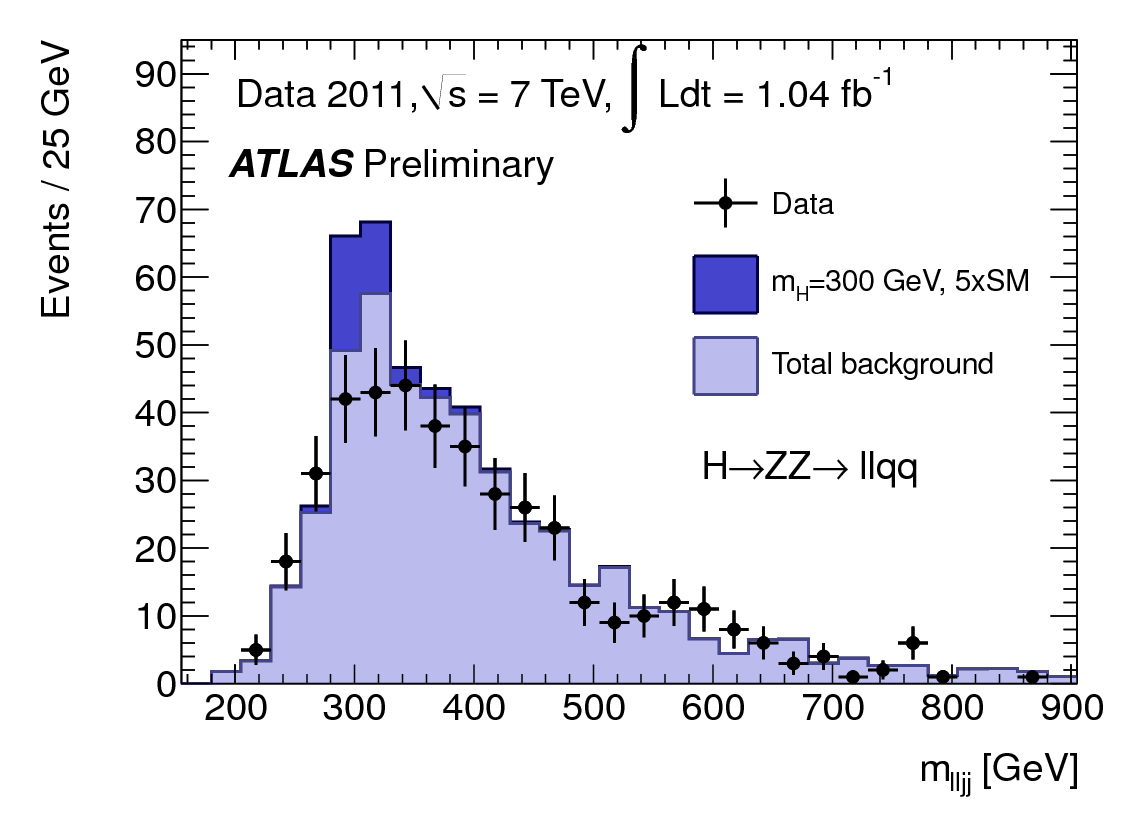 Events / 25 GeV
90
80
70
60
50
40
30
20
10
0
Data 2011, √s = 7 TeV, ∫ Ldt = 1.04 fb⁻¹
ATLAS Preliminary
Data
m_H=300 GeV, 5xSM
Total background
H→ZZ→ llqq
200 300 400 500 600 700 800 900
m_lljj [GeV]